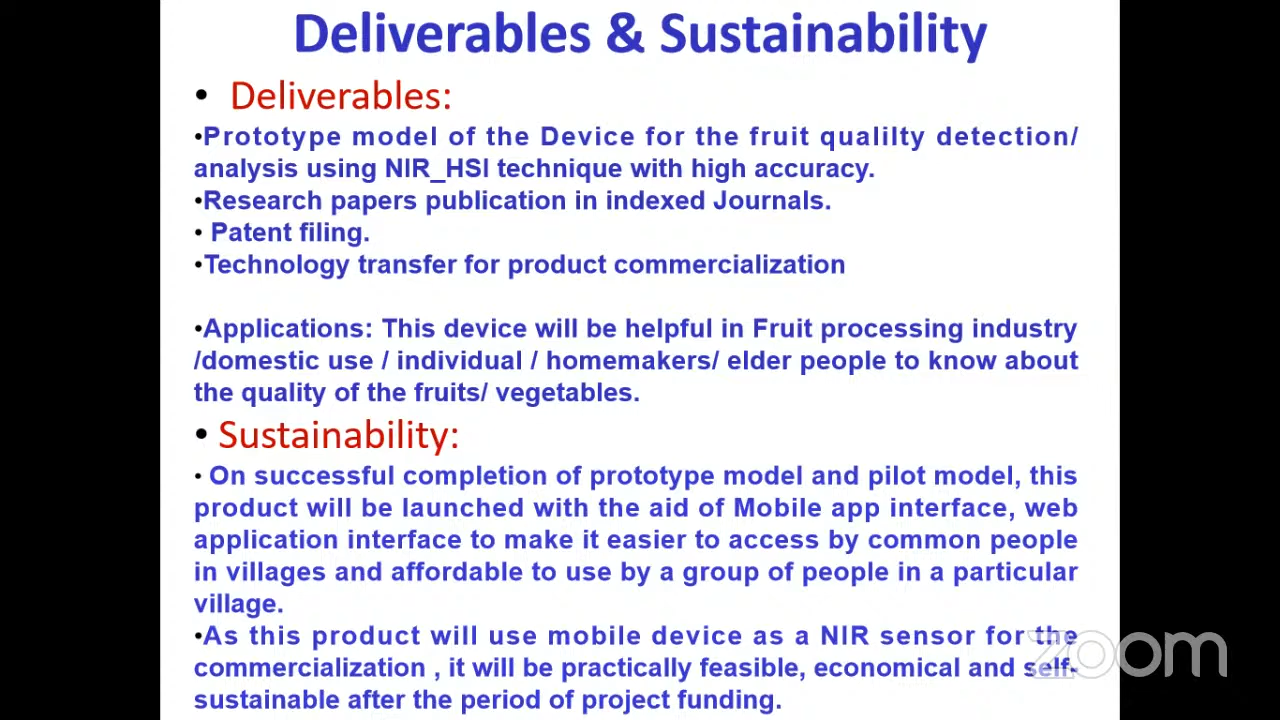 Deliverables & Sustainability
• Deliverables:
•Prototype model of the Device for the fruit qualilty detection/
analysis using NIR_HSI technique with high accuracy.
•Research papers publication in indexed Journals.
• Patent filing.
•Technology transfer for product commercialization
•Applications: This device will be helpful in Fruit processing industry
/domestic use / individual / homemakers/ elder people to know about
the quality of the fruits/ vegetables.
• Sustainability:
• On successful completion of prototype model and pilot model, this
product will be launched with the aid of Mobile app interface, web
application interface to make it easier to access by common people
in villages and affordable to use by a group of people in a particular
village.
•As this product will use mobile device as a NIR sensor for the
commercialization , it will be practically feasible, economical and self-
sustainable after the period of project funding.
zoom